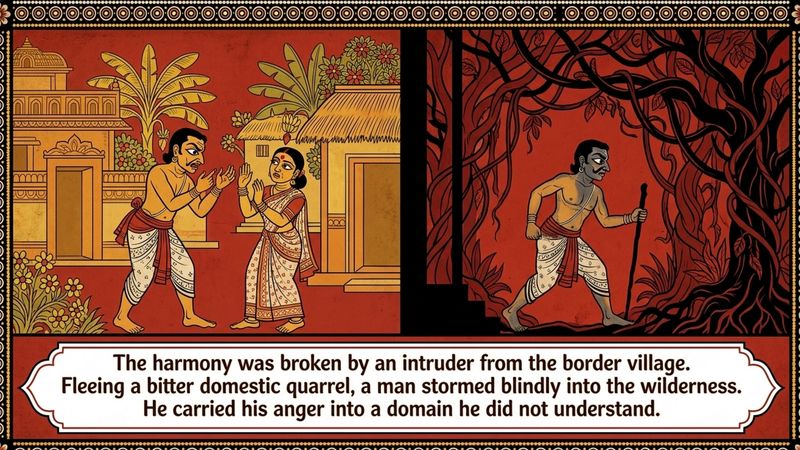 The harmony was broken by an intruder from the border village.
Fleeing a bitter domestic quarrel, a man stormed blindly into the wilderness.
He carried his anger into a domain he did not understand.